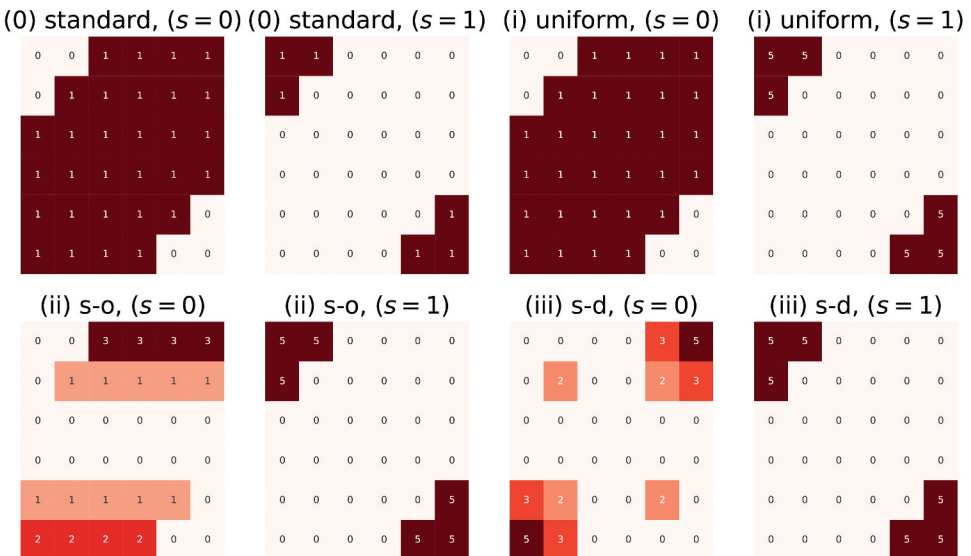 (0) standard, (s = 0) (0) standard, (s = 1) (i) uniform, (s = 0) (i) uniform, (s = 1)
0 0 1 1 1 1 1 1 0 0 0 0 0 0 1 1 1 1 5 5 0 0 0 0
0 1 1 1 1 1 1 0 0 0 0 0 0 1 1 1 1 1 5 0 0 0 0 0
1 1 1 1 1 1 0 0 0 0 0 0 1 1 1 1 1 1 0 0 0 0 0 0
1 1 1 1 1 1 0 0 0 0 0 0 1 1 1 1 1 1 0 0 0 0 0 0
1 1 1 1 1 0 0 0 0 0 0 1 1 1 1 1 1 0 0 0 0 0 0 5
1 1 1 1 0 0 0 0 0 0 1 1 1 1 1 1 0 0 0 0 0 0 5 5
(ii) s-o, (s = 0) (ii) s-o, (s = 1) (iii) s-d, (s = 0) (iii) s-d, (s = 1)
0 0 3 3 3 3 5 5 0 0 0 0 0 0 0 0 3 5 5 5 0 0 0 0
0 1 1 1 1 1 5 0 0 0 0 0 0 2 0 0 2 3 5 0 0 0 0 0
0 0 0 0 0 0 0 0 0 0 0 0 0 0 0 0 0 0 0 0 0 0 0 0
0 0 0 0 0 0 0 0 0 0 0 0 0 0 0 0 0 0 0 0 0 0 0 0
1 1 1 1 1 0 0 0 0 0 0 5 3 2 0 0 2 0 0 0 0 0 0 5
2 2 2 2 0 0 0 0 0 0 5 5 5 3 0 0 0 0 0 0 0 0 5 5